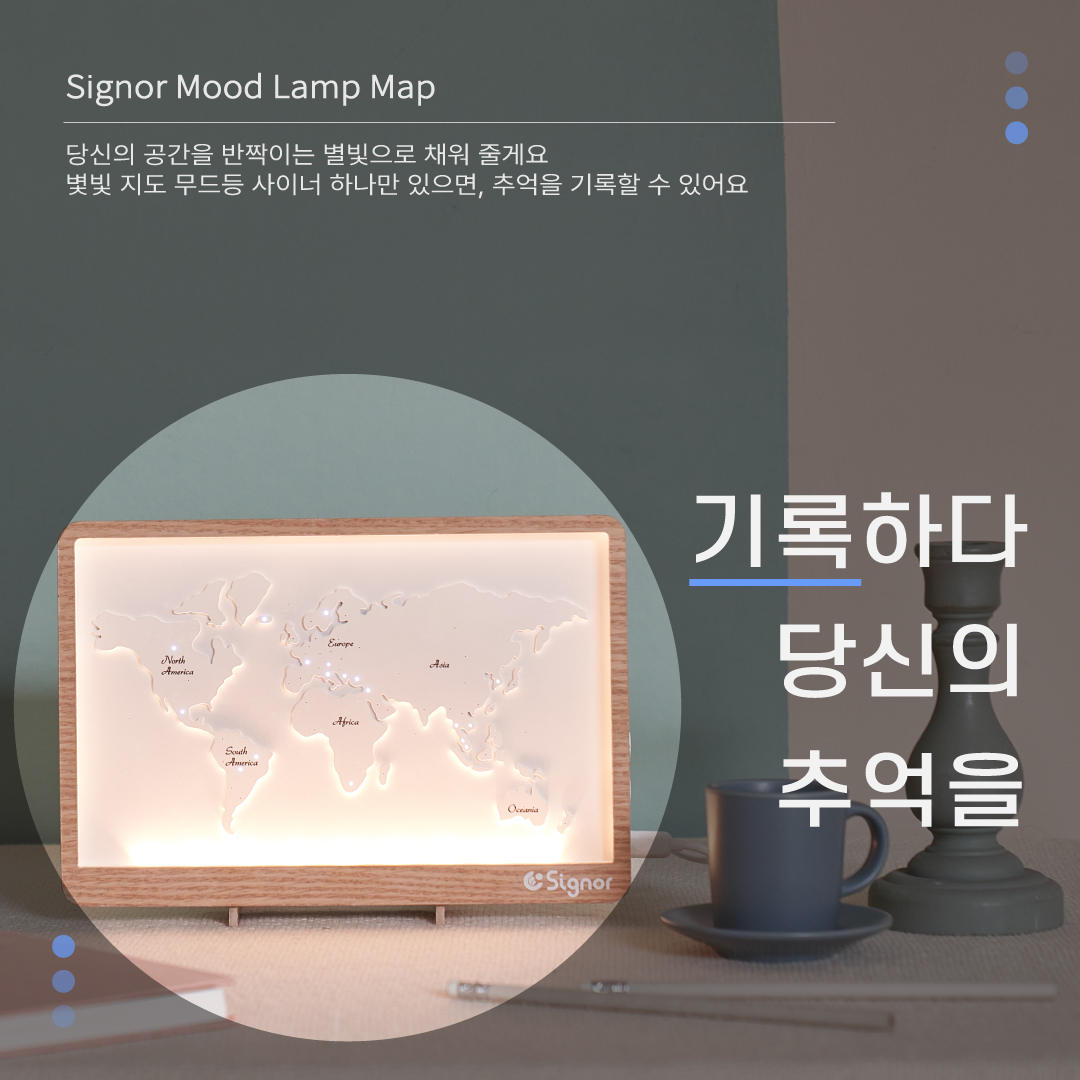 Signor Mood Lamp Map
당신의 공간을 반짝이는 별빛으로 채워 줄게요
몇빛 지도 무드등 사이너 하나만 있으면, 추억을 기록할 수 있어요
기록하다
당신의
추억을
North
America
Europe
Asia
Africa
South
America
Oceania
Signor